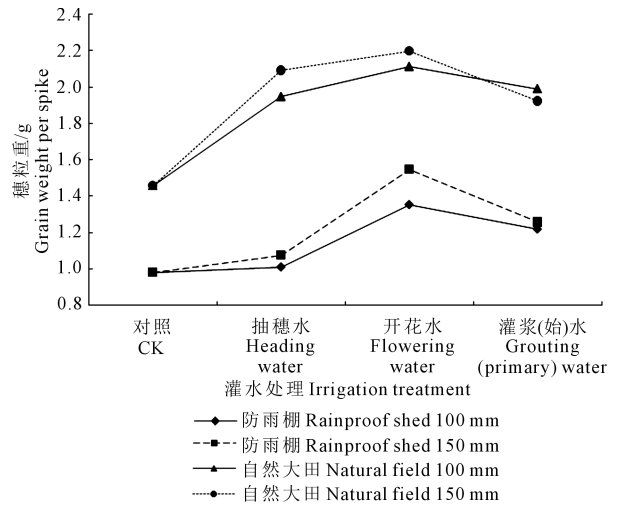 2.4
2.2
2.0
1.8
1.6
1.4
1.2
1.0
0.8
穗粒重/g
Grain weight per spike
对照 抽穗水 开花水 灌浆(始)水
CK Heading Flowering Grouting
water water (primary) water
灌水处理 Irrigation treatment
防雨棚 Rainproof shed 100 mm
防雨棚 Rainproof shed 150 mm
自然大田 Natural field 100 mm
自然大田 Natural field 150 mm